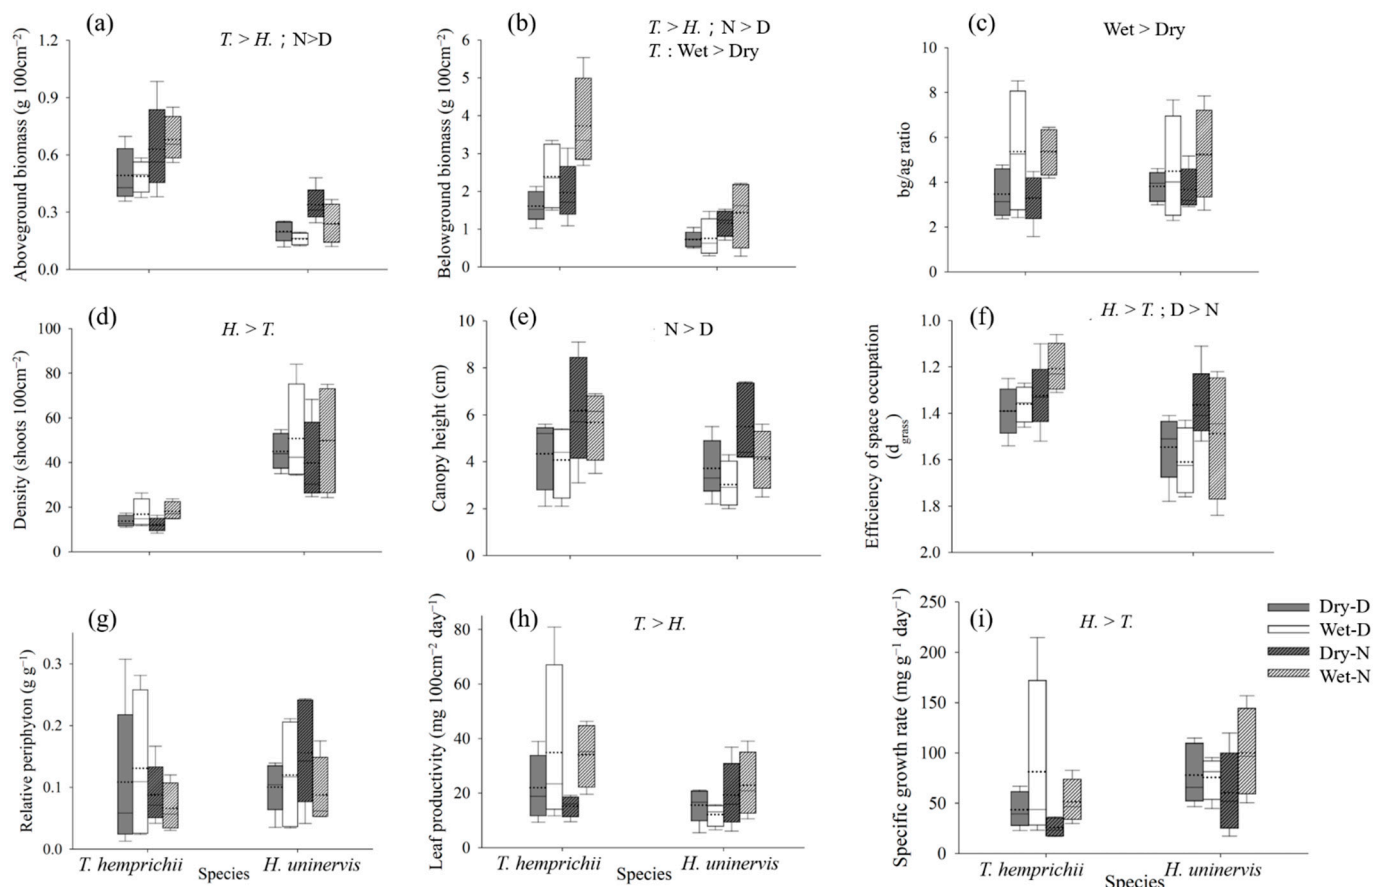 (a)
T. > H. ; N>D
Aboveground biomass (g 100cm⁻²)
1.2
0.9
0.6
0.3
0.0
(b)
T. > H. ; N > D
T. : Wet > Dry
Belowground biomass (g 100cm⁻²)
6
5
4
3
2
1
0
(c)
Wet > Dry
bg/ag ratio
10
8
6
4
2
0
(d)
H. > T.
Density (shoots 100cm⁻²)
100
80
60
40
20
0
(e)
N > D
Canopy height (cm)
10
8
6
4
2
0
(f)
H. > T. ; D > N
Efficiency of space occupation
(d grass)
1.0
1.2
1.4
1.6
1.8
2.0
(g)
Relative periphyton (g g⁻¹)
0.3
0.2
0.1
0.0
T. hemprichii
H. uninervis
Species
(h)
T. > H.
Leaf productivity (mg 100cm⁻² day⁻¹)
80
60
40
20
0
T. hemprichii
H. uninervis
Species
(i)
H. > T.
Specific growth rate (mg g⁻¹ day⁻¹)
250
200
150
100
50
0
T. hemprichii
H. uninervis
Species
Dry-D
Wet-D
Dry-N
Wet-N